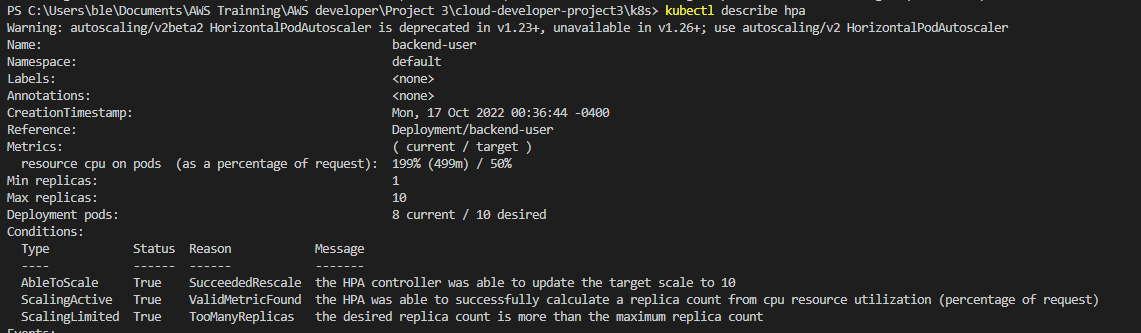 PS C:\Users\ble\Documents\AWS Trainning\AWS developer\Project 3\cloud-developer-project3\k8s> kubectl describe hpa
Warning: autoscaling/v2beta2 HorizontalPodAutoscaler is deprecated in v1.23+, unavailable in v1.26+; use autoscaling/v2 HorizontalPodAutoscaler
Name: backend-user
Namespace: default
Labels: <none>
Annotations: <none>
CreationTimestamp: Mon, 17 Oct 2022 00:36:44 -0400
Reference: Deployment/backend-user
Metrics: ( current / target )
resource cpu on pods (as a percentage of request): 199% (499m) / 50%
Min replicas: 1
Max replicas: 10
Deployment pods: 8 current / 10 desired
Conditions:
Type Status Reason Message
---- ------ ------ -------
AbleToScale True SucceededRescale the HPA controller was able to update the target scale to 10
ScalingActive True ValidMetricFound the HPA was able to successfully calculate a replica count from cpu resource utilization (percentage of request)
ScalingLimited True TooManyReplicas the desired replica count is more than the maximum replica count
Events: